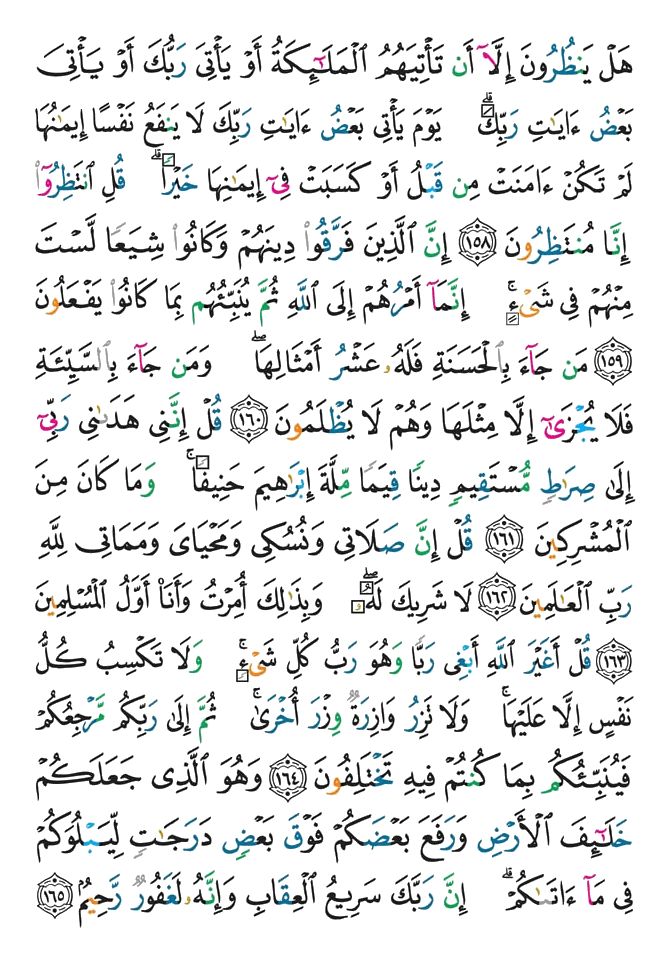 هَلْ يَنظُرُونَ إِلَّآ أَن تَأْتِيَهُمُ ٱلْمَلَـٰٓئِكَةُ أَوْ يَأْتِىَ رَبُّكَ أَوْ يَأْتِىَ
بَعْضُ ءَايَـٰتِ رَبِّكَ ۗ يَوْمَ يَأْتِى بَعْضُ ءَايَـٰتِ رَبِّكَ لَا يَنفَعُ نَفْسًا إِيمَـٰنُهَا
لَمْ تَكُنْ ءَامَنَتْ مِن قَبْلُ أَوْ كَسَبَتْ فِىٓ إِيمَـٰنِهَا خَيْرًا ۗ قُلِ ٱنتَظِرُوٓا۟
إِنَّا مُنتَظِرُونَ ١٥٨ إِنَّ ٱلَّذِينَ فَرَّقُوا۟ دِينَهُمْ وَكَانُوا۟ شِيَعًا لَّسْتَ
مِنْهُمْ فِى شَىْءٍ ۚ إِنَّمَآ أَمْرُهُمْ إِلَى ٱللَّهِ ثُمَّ يُنَبِّئُهُم بِمَا كَانُوا۟ يَفْعَلُونَ
١٥٩ مَن جَآءَ بِٱلْحَسَنَةِ فَلَهُۥ عَشْرُ أَمْثَالِهَا ۖ وَمَن جَآءَ بِٱلسَّيِّئَةِ
فَلَا يُجْزَىٰٓ إِلَّا مِثْلَهَا وَهُمْ لَا يُظْلَمُونَ ١٦٠ قُلْ إِنَّنِى هَدَىٰنِى رَبِّىٓ
إِلَىٰ صِرَٰطٍ مُّسْتَقِيمٍ دِينًا قِيَمًا مِّلَّةَ إِبْرَٰهِيمَ حَنِيفًا ۚ وَمَا كَانَ مِنَ
ٱلْمُشْرِكِينَ ١٦١ قُلْ إِنَّ صَلَاتِى وَنُسُكِى وَمَحْيَاىَ وَمَمَاتِى لِلَّهِ
رَبِّ ٱلْعَـٰلَمِينَ ١٦٢ لَا شَرِيكَ لَهُۥ ۖ وَبِذَٰلِكَ أُمِرْتُ وَأَنَا۠ أَوَّلُ ٱلْمُسْلِمِينَ
١٦٣ قُلْ أَغَيْرَ ٱللَّهِ أَبْغِى رَبًّا وَهُوَ رَبُّ كُلِّ شَىْءٍ ۚ وَلَا تَكْسِبُ كُلُّ
نَفْسٍ إِلَّا عَلَيْهَا ۚ وَلَا تَزِرُ وَازِرَةٌ وِزْرَ أُخْرَىٰ ۚ ثُمَّ إِلَىٰ رَبِّكُم مَّرْجِعُكُمْ
فَيُنَبِّئُكُم بِمَا كُنتُمْ فِيهِ تَخْتَلِفُونَ ١٦٤ وَهُوَ ٱلَّذِى جَعَلَكُمْ
خَلَـٰٓئِفَ ٱلْأَرْضِ وَرَفَعَ بَعْضَكُمْ فَوْقَ بَعْضٍ دَرَجَـٰتٍ لِّيَبْلُوَكُمْ
فِى مَآ ءَاتَىٰكُمْ ۗ إِنَّ رَبَّكَ سَرِيعُ ٱلْعِقَابِ وَإِنَّهُۥ لَغَفُورٌ رَّحِيمٌۢ ١٦٥